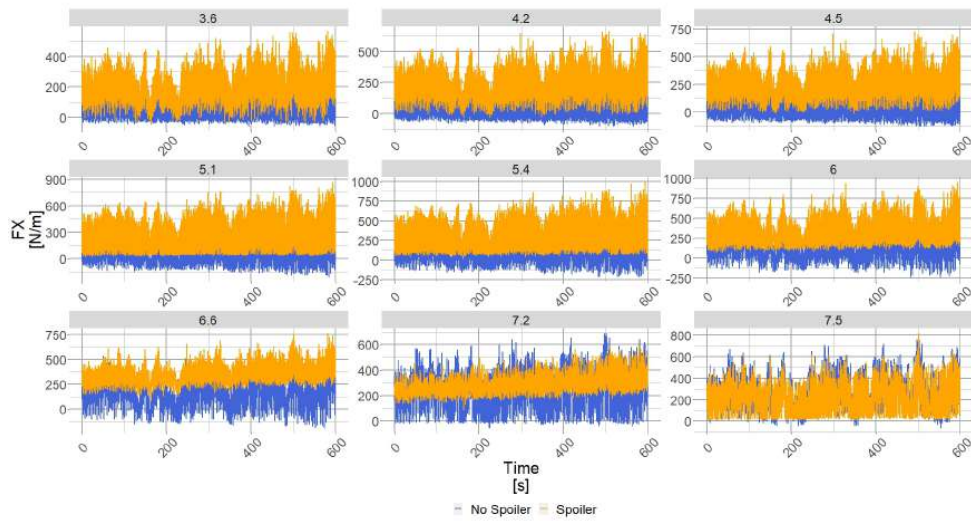 3.6 4.2 4.5
400 200 0
500 250 0
750 500 250 0
0 200 400 600
0 200 400 600
0 200 400 600
5.1 5.4 6
900 600 300 0
1000 750 500 250 0 -250
1000 750 500 250 0 -250
0 200 400 600
0 200 400 600
0 200 400 600
FX
[N/m]
6.6 7.2 7.5
750 500 250 0
600 400 200 0
800 600 400 200 0
0 200 400 600
0 200 400 600
0 200 400 600
Time
[s]
No Spoiler Spoiler